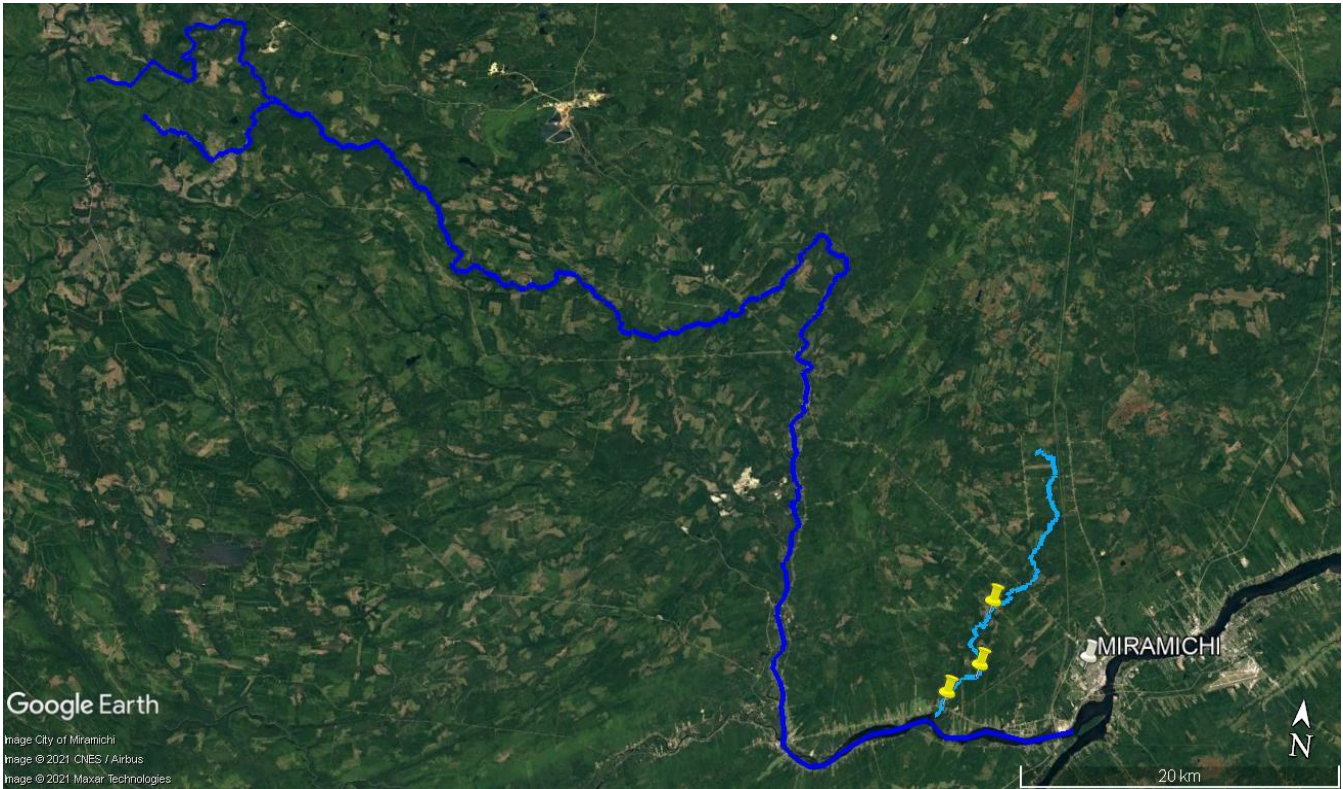 MIRAMICHI
Google Earth
Image City of Miramichi
Image © 2021 CNES / Airbus
Image © 2021 Maxar Technologies
N
20 km